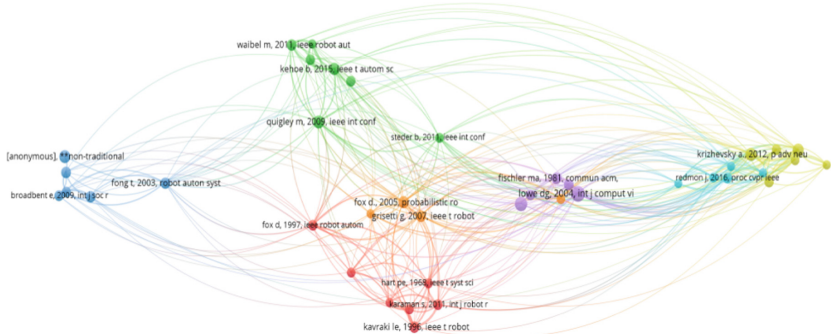 waibel m, 2011, ieee robot aut
kehoe b, 2015, ieee t autom sc
quigley m, 2009, ieee int conf
steder b, 2011, ieee int conf
[anonymous], **non-traditional
krizhevsky a., 2012, p adv neu
fischler ma, 1981, commun acm,
redmon j, 2016, proc cvpr ieee
fong t, 2003, robot auton syst
broadbent e, 2009, int j soc r
lowe dg, 2004, int j comput vi
fox d., 2005, probabilistic ro
grisetti g, 2007, ieee t robot
fox d, 1997, ieee robot autom
hart pe, 1968, ieee t syst sci
karaman s, 2011, int j robot r
kavraki le, 1996, ieee t robot